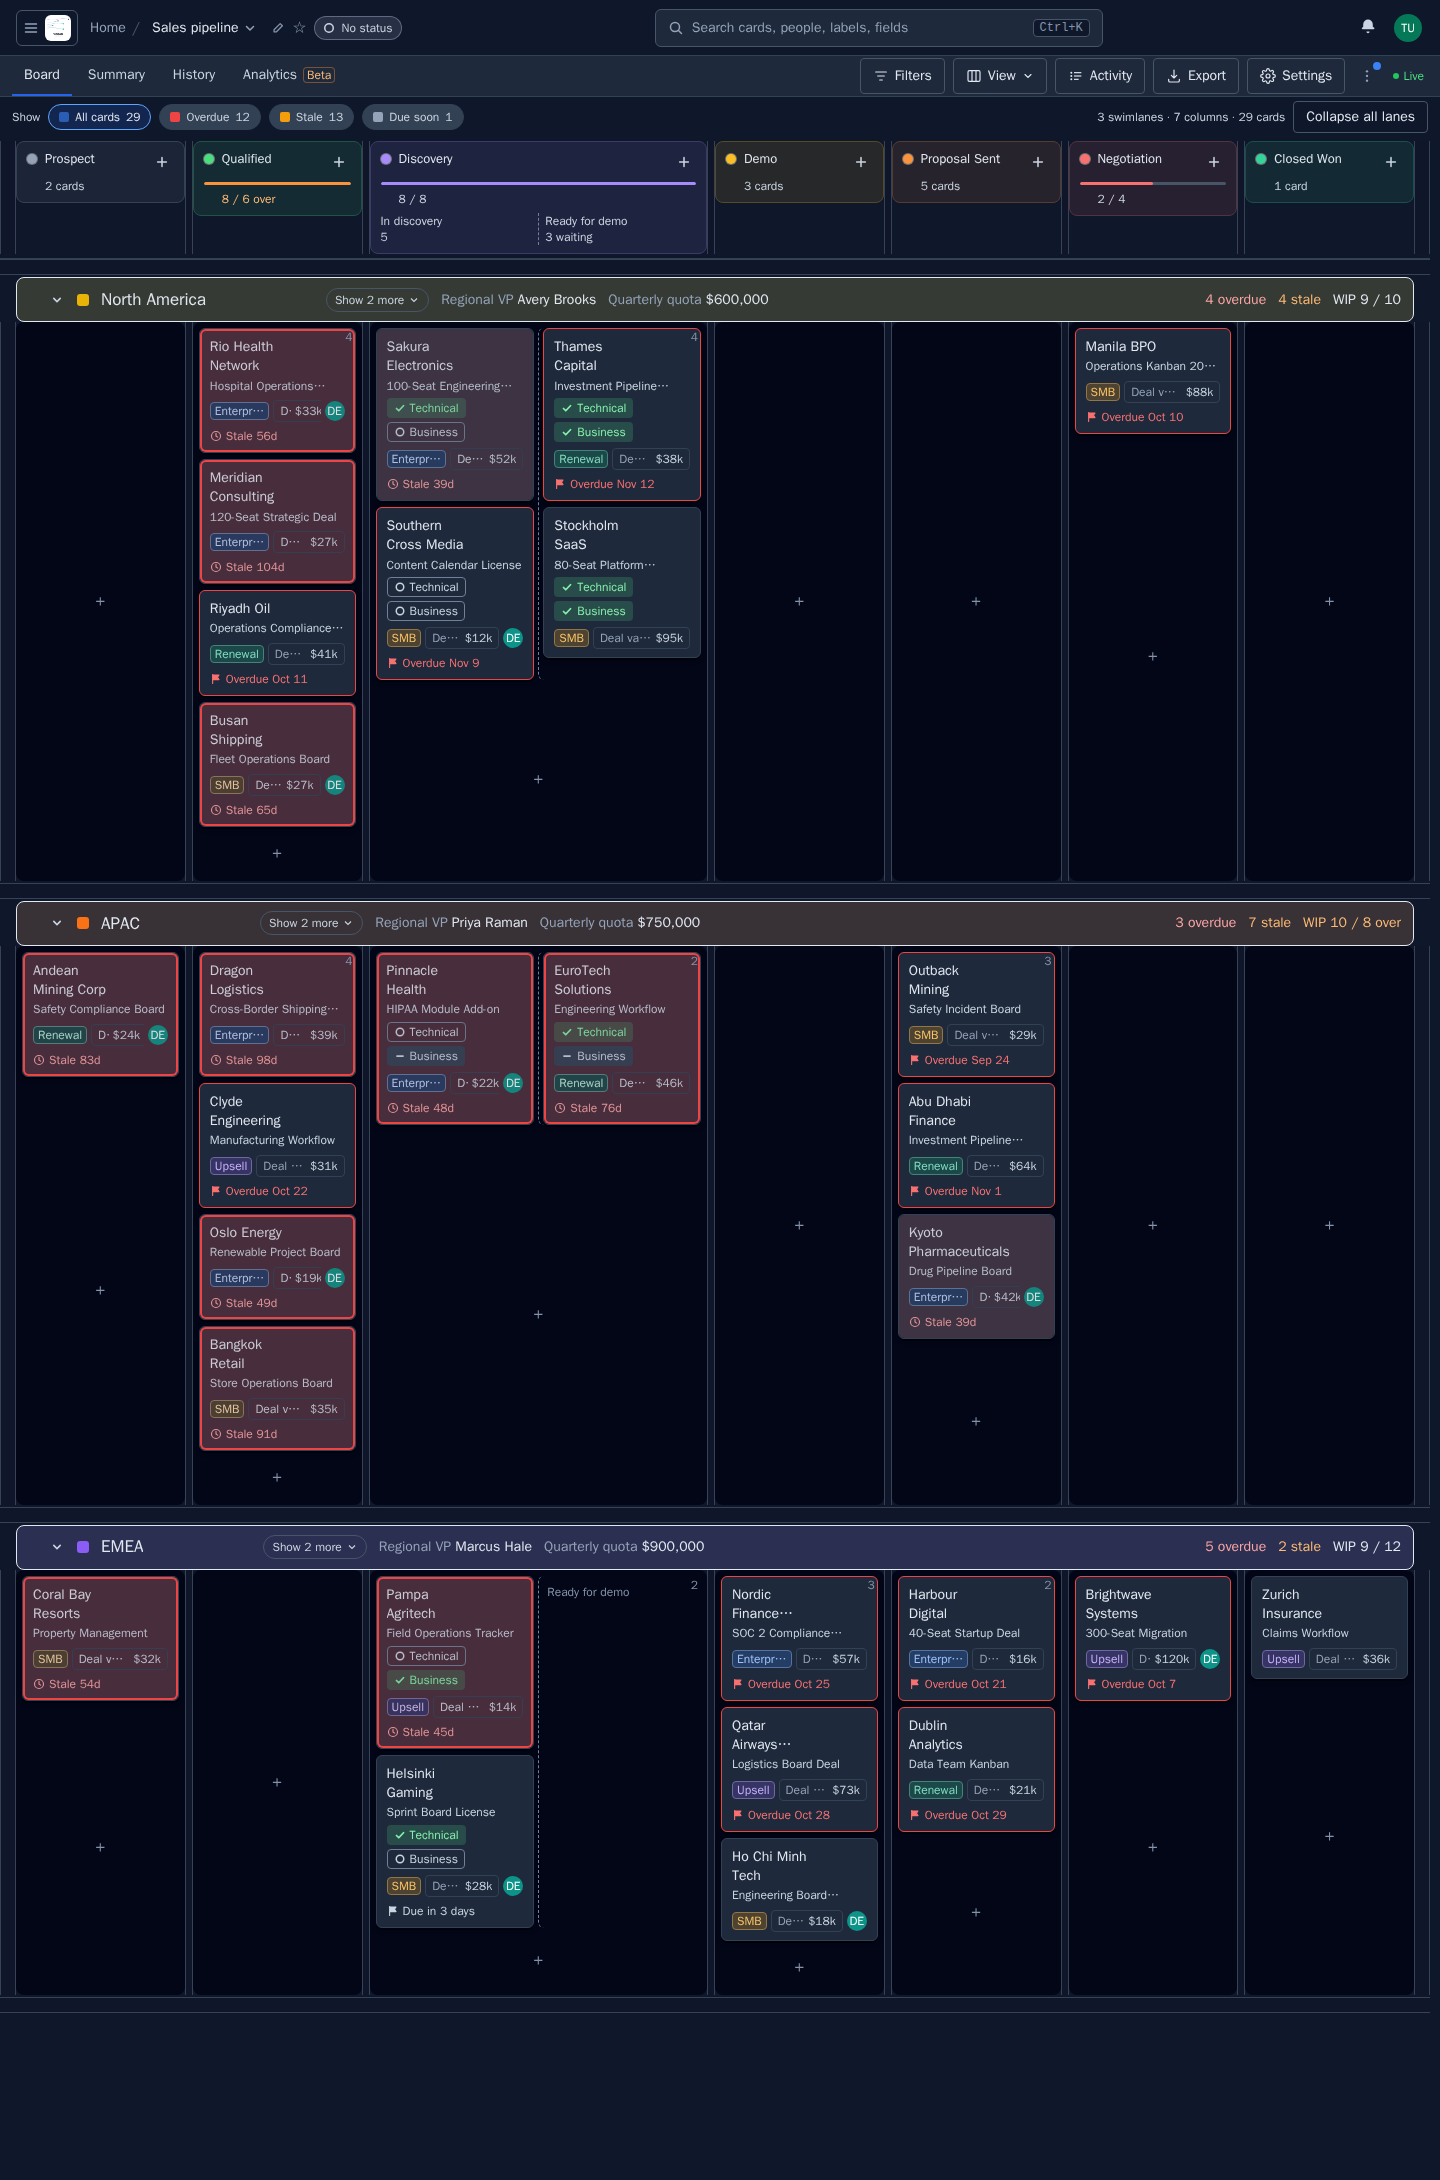 Home / Sales pipeline No status
Search cards, people, labels, fields Ctrl+K
TU
Board Summary History Analytics Beta
Filters View Activity Export Settings Live
Show All cards 29 Overdue 12 Stale 13 Due soon 1
3 swimlanes · 7 columns · 29 cards Collapse all lanes
Prospect +
2 cards
Qualified +
8 / 6 over
Discovery +
8 / 8
In discovery
5
Ready for demo
3 waiting
Demo +
3 cards
Proposal Sent +
5 cards
Negotiation +
2 / 4
Closed Won +
1 card
North America Show 2 more Regional VP Avery Brooks Quarterly quota $600,000 4 overdue 4 stale WIP 9 / 10
4
Rio Health
Network
Hospital Operations···
Enterpr··· D· $33k DE
Stale 56d
Meridian
Consulting
120-Seat Strategic Deal
Enterpr··· D··· $27k
Stale 104d
Riyadh Oil
Operations Compliance···
Renewal De··· $41k
Overdue Oct 11
Busan
Shipping
Fleet Operations Board
SMB De··· $27k DE
Stale 65d
Sakura
Electronics
100-Seat Engineering···
Technical
Business
Enterpr··· De··· $52k
Stale 39d
Southern
Cross Media
Content Calendar License
Technical
Business
SMB De··· $12k DE
Overdue Nov 9
4
Thames
Capital
Investment Pipeline···
Technical
Business
Renewal De··· $38k
Overdue Nov 12
Stockholm
SaaS
80-Seat Platform···
Technical
Business
SMB Deal va··· $95k
Manila BPO
Operations Kanban 20···
SMB Deal v··· $88k
Overdue Oct 10
APAC Show 2 more Regional VP Priya Raman Quarterly quota $750,000 3 overdue 7 stale WIP 10 / 8 over
Andean
Mining Corp
Safety Compliance Board
Renewal D· $24k DE
Stale 83d
4
Dragon
Logistics
Cross-Border Shipping···
Enterpr··· D··· $39k
Stale 98d
Clyde
Engineering
Manufacturing Workflow
Upsell Deal ··· $31k
Overdue Oct 22
Oslo Energy
Renewable Project Board
Enterpr··· D· $19k DE
Stale 49d
Bangkok
Retail
Store Operations Board
SMB Deal v··· $35k
Stale 91d
Pinnacle
Health
HIPAA Module Add-on
Technical
Business
Enterpr··· D· $22k DE
Stale 48d
2
EuroTech
Solutions
Engineering Workflow
Technical
Business
Renewal De··· $46k
Stale 76d
3
Outback
Mining
Safety Incident Board
SMB Deal v··· $29k
Overdue Sep 24
Abu Dhabi
Finance
Investment Pipeline···
Renewal De··· $64k
Overdue Nov 1
Kyoto
Pharmaceuticals
Drug Pipeline Board
Enterpr··· D· $42k DE
Stale 39d
EMEA Show 2 more Regional VP Marcus Hale Quarterly quota $900,000 5 overdue 2 stale WIP 9 / 12
Coral Bay
Resorts
Property Management
SMB Deal v··· $32k
Stale 54d
Pampa
Agritech
Field Operations Tracker
Technical
Business
Upsell Deal ··· $14k
Stale 45d
Helsinki
Gaming
Sprint Board License
Technical
Business
SMB De··· $28k DE
Due in 3 days
Ready for demo 2
3
Nordic
Finance···
SOC 2 Compliance···
Enterpr··· D··· $57k
Overdue Oct 25
Qatar
Airways···
Logistics Board Deal
Upsell Deal ··· $73k
Overdue Oct 28
Ho Chi Minh
Tech
Engineering Board···
SMB De··· $18k DE
2
Harbour
Digital
40-Seat Startup Deal
Enterpr··· D··· $16k
Overdue Oct 21
Dublin
Analytics
Data Team Kanban
Renewal De··· $21k
Overdue Oct 29
Brightwave
Systems
300-Seat Migration
Upsell D· $120k DE
Overdue Oct 7
Zurich
Insurance
Claims Workflow
Upsell Deal ··· $36k